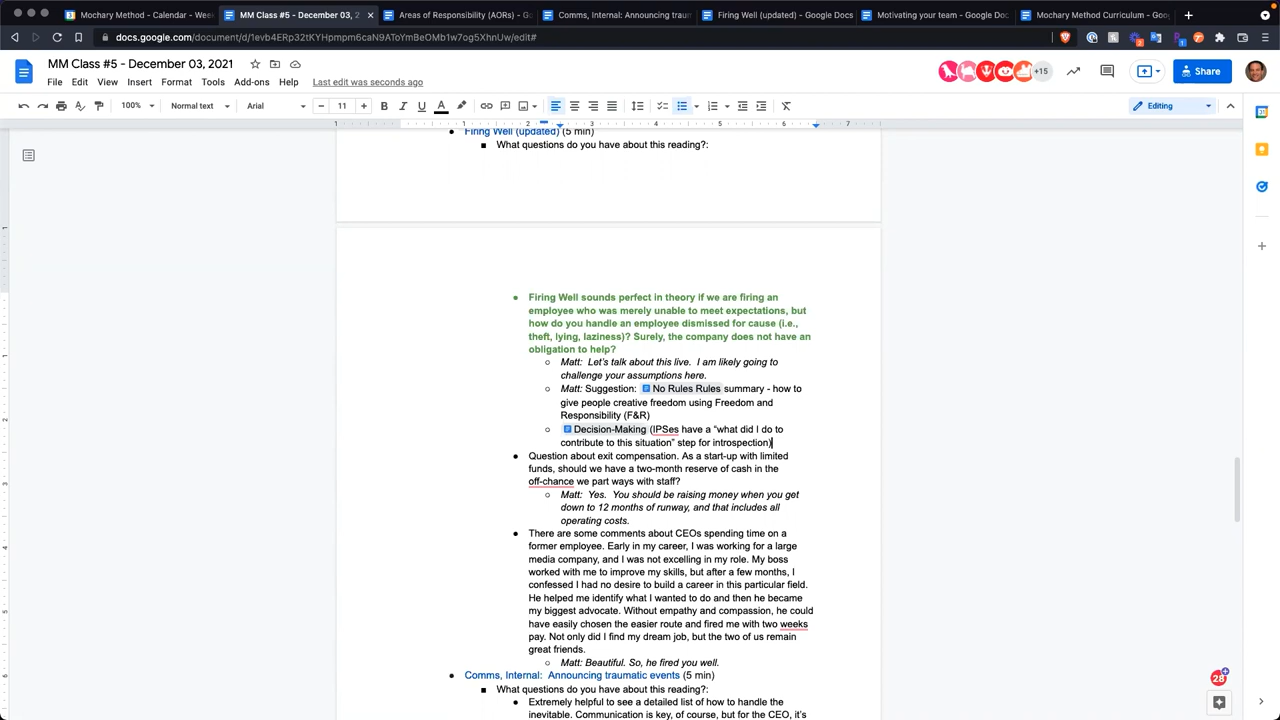 Mochary Method - Calendar - Week
MM Class #5 - December 03, 2
Areas of Responsibility (AORs) - G
Comms, Internal: Announcing traum
Firing Well (updated) - Google Docs
Motivating your team - Google Doc
Mochary Method Curriculum - Goo
docs.google.com/document/d/1evb4ERp32tKYHpmpm6caN9AToYmBeOMb1w7og5XhnUw/edit#
MM Class #5 - December 03, 2021
File Edit View Insert Format Tools Add-ons Help Last edit was seconds ago
+15
Share
100% Normal text Arial 11
Editing
1 1 2 3 4 5 6 7
Firing Well (updated) (5 min)
What questions do you have about this reading?:
Firing Well sounds perfect in theory if we are firing an
employee who was merely unable to meet expectations, but
how do you handle an employee dismissed for cause (i.e.,
theft, lying, laziness)? Surely, the company does not have an
obligation to help?
Matt: Let's talk about this live. I am likely going to
challenge your assumptions here.
Matt: Suggestion: No Rules Rules summary - how to
give people creative freedom using Freedom and
Responsibility (F&R)
Decision-Making (IPSes have a "what did I do to
contribute to this situation" step for introspection)
Question about exit compensation. As a start-up with limited
funds, should we have a two-month reserve of cash in the
off-chance we part ways with staff?
Matt: Yes. You should be raising money when you get
down to 12 months of runway, and that includes all
operating costs.
There are some comments about CEOs spending time on a
former employee. Early in my career, I was working for a large
media company, and I was not excelling in my role. My boss
worked with me to improve my skills, but after a few months, I
confessed I had no desire to build a career in this particular field.
He helped me identify what I wanted to do and then he became
my biggest advocate. Without empathy and compassion, he could
have easily chosen the easier route and fired me with two weeks
pay. Not only did I find my dream job, but the two of us remain
great friends.
Matt: Beautiful. So, he fired you well.
Comms, Internal: Announcing traumatic events (5 min)
What questions do you have about this reading?:
Extremely helpful to see a detailed list of how to handle the
inevitable. Communication is key, of course, but for the CEO, it's
28